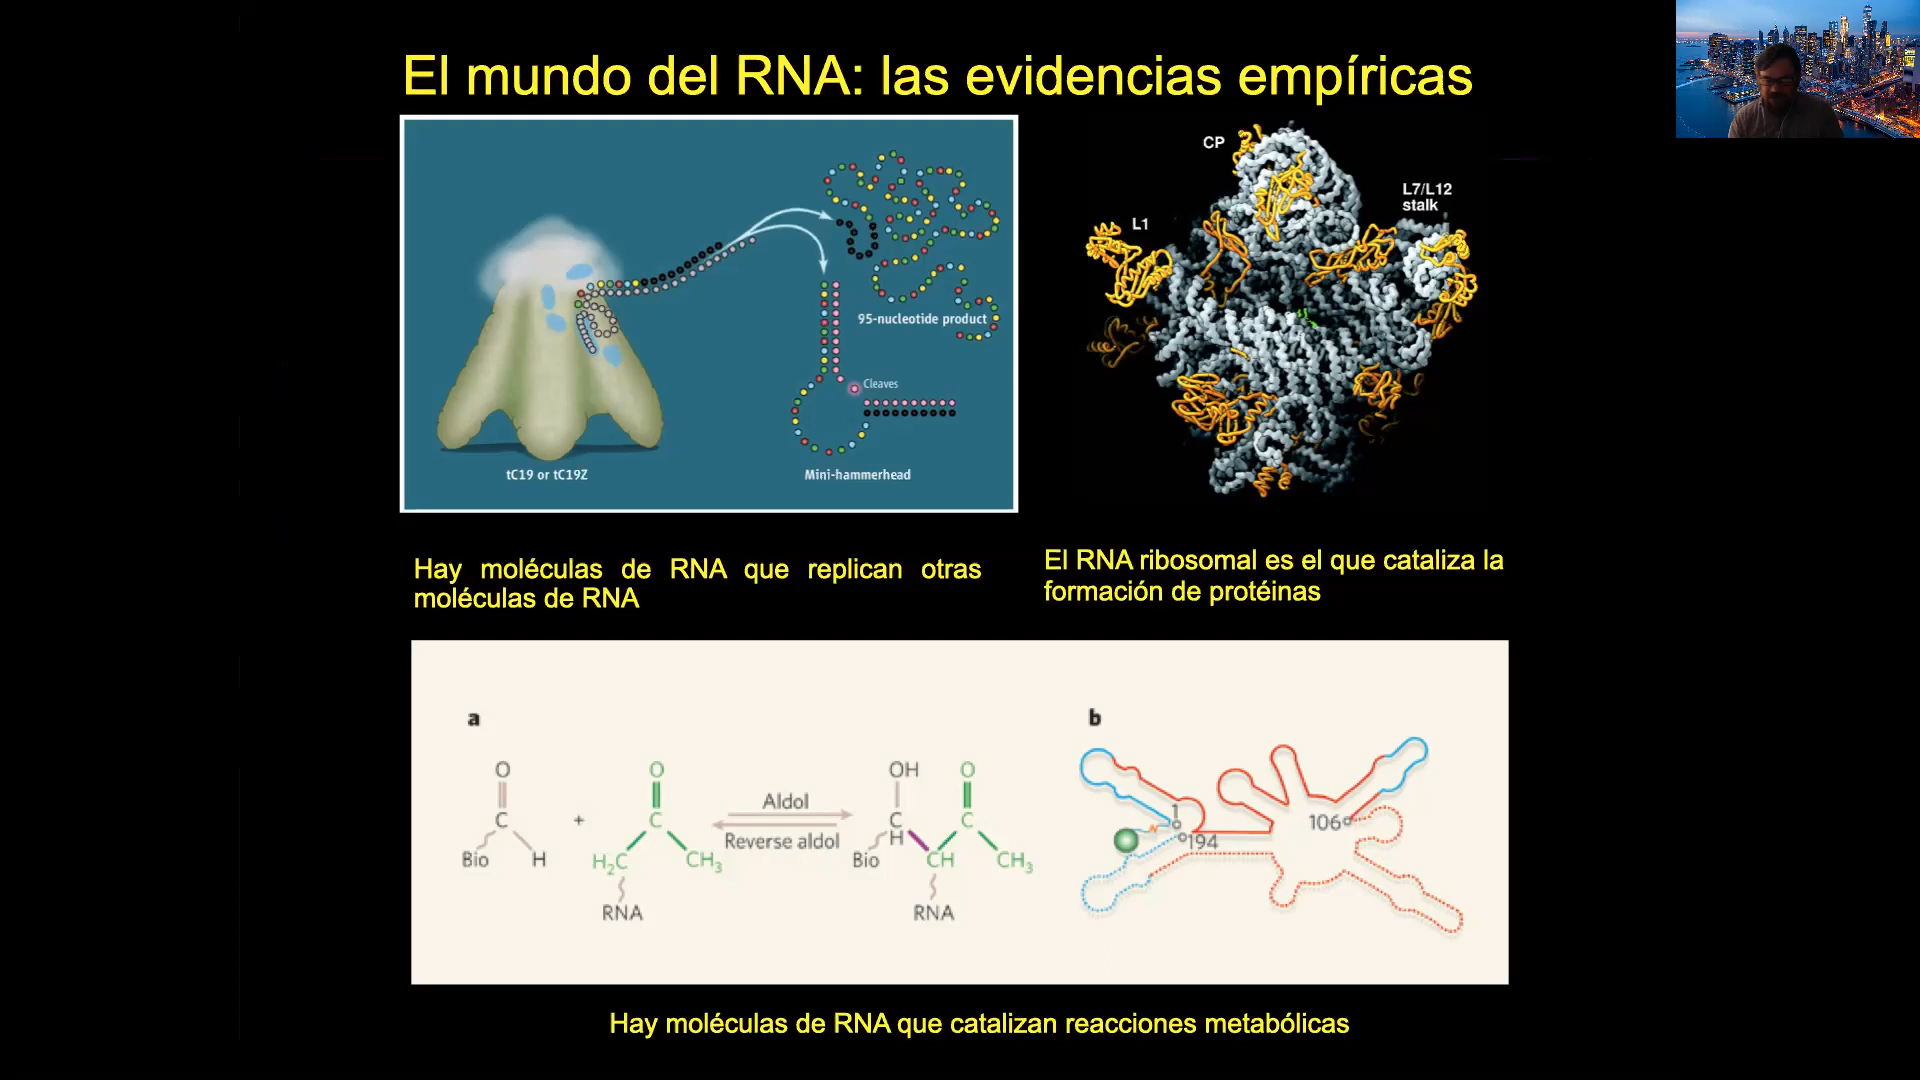 El mundo del RNA: las evidencias empíricas
95-nucleotide product
Cleaves
tC19 or tC19Z
Mini-hammerhead
CP
L7/L12
stalk
L1
Hay moléculas de RNA que replican otras
moléculas de RNA
El RNA ribosomal es el que cataliza la
formación de protéinas
a
O
C
Bio
H
+
O
C
H₂C
CH₃
RNA
Aldol
Reverse aldol
OH
O
C
H
C
Bio
CH
CH₃
RNA
b
1
194
106
Hay moléculas de RNA que catalizan reacciones metabólicas